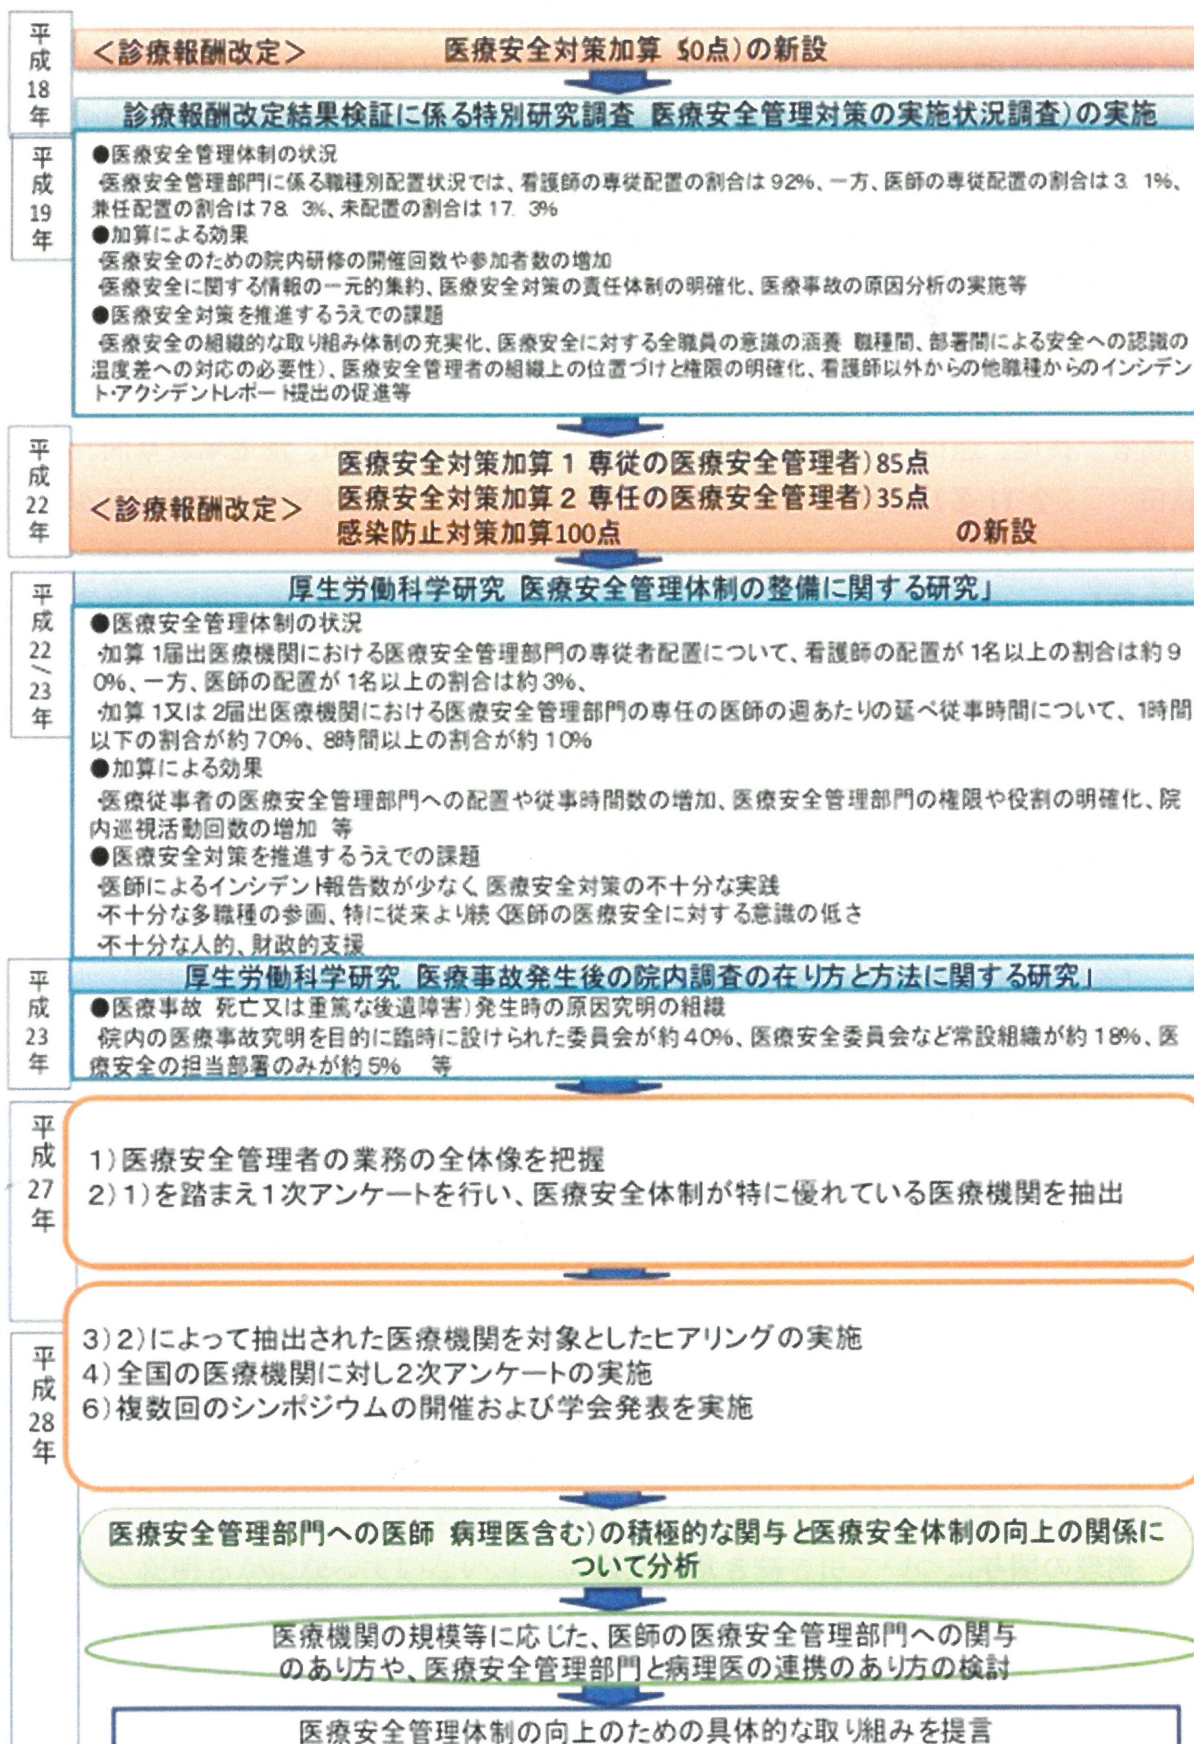 平成18年
＜診療報酬改定＞ 医療安全対策加算 50点)の新設
診療報酬改定結果検証に係る特別研究調査 医療安全管理対策の実施状況調査)の実施
平成19年
●医療安全管理体制の状況
・医療安全管理部門に係る職種別配置状況では、看護師の専従配置の割合は92%、一方、医師の専従配置の割合は3. 1%、
兼任配置の割合は78. 3%、未配置の割合は17. 3%
●加算による効果
・医療安全のための院内研修の開催回数や参加者数の増加
・医療安全に関する情報の一元的集約、医療安全対策の責任体制の明確化、医療事故の原因分析の実施等
●医療安全対策を推進するうえでの課題
・医療安全の組織的な取り組み体制の充実化、医療安全に対する全職員の意識の涵養 職種間、部署間による安全への認識の
温度差への対応の必要性)、医療安全管理者の組織上の位置づけと権限の明確化、看護師以外からの他職種からのインシデン
ト・アクシデントレポート提出の促進等
平成22年
＜診療報酬改定＞
医療安全対策加算1 専従の医療安全管理者)85点
医療安全対策加算2 専任の医療安全管理者)35点
感染防止対策加算100点 の新設
平成22/23年
厚生労働科学研究 医療安全管理体制の整備に関する研究」
●医療安全管理体制の状況
・加算1届出医療機関における医療安全管理部門の専従者配置について、看護師の配置が1名以上の割合は約9
0%、一方、医師の配置が1名以上の割合は約3%、
・加算1又は2届出医療機関における医療安全管理部門の専任の医師の週あたりの延べ従事時間について、1時間
以下の割合が約70%、8時間以上の割合が約10%
●加算による効果
・医療従事者の医療安全管理部門への配置や従事時間数の増加、医療安全管理部門の権限や役割の明確化、院
内巡視活動回数の増加 等
●医療安全対策を推進するうえでの課題
・医師によるインシデント報告数が少なく 医療安全対策の不十分な実践
・不十分な多職種の参画、特に従来より続く医師の医療安全に対する意識の低さ
・不十分な人的、財政的支援
平成23年
厚生労働科学研究 医療事故発生後の院内調査の在り方と方法に関する研究」
●医療事故 死亡又は重篤な後遺障害)発生時の原因究明の組織
・院内の医療事故究明を目的に臨時に設けられた委員会が約40%、医療安全委員会など常設組織が約18%、医
療安全の担当部署のみが約5% 等
平成27年
1)医療安全管理者の業務の全体像を把握
2)1)を踏まえ1次アンケートを行い、医療安全体制が特に優れている医療機関を抽出
平成28年
3)2)によって抽出された医療機関を対象としたヒアリングの実施
4)全国の医療機関に対し2次アンケートの実施
6)複数回のシンポジウムの開催および学会発表を実施
医療安全管理部門への医師 病理医含む)の積極的な関与と医療安全体制の向上の関係に
ついて分析
医療機関の規模等に応じた、医師の医療安全管理部門への関与
のあり方や、医療安全管理部門と病理医の連携のあり方の検討
医療安全管理体制の向上のための具体的な取り組みを提言